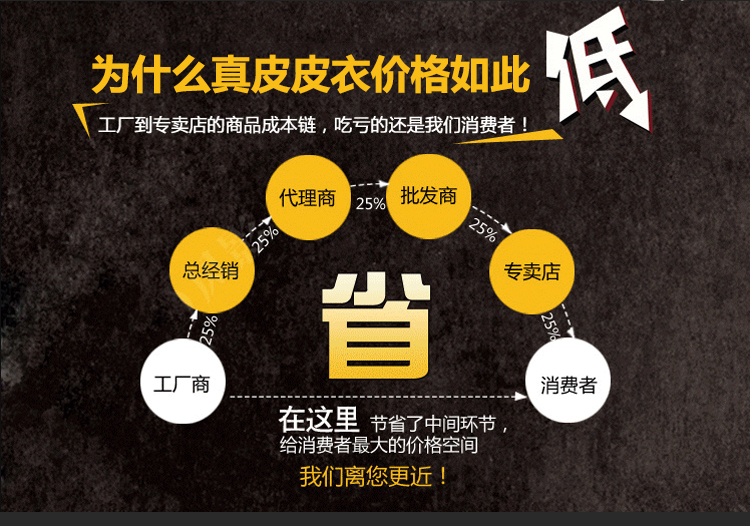 为什么真皮皮衣价格如此低
工厂到专卖店的商品成本链，吃亏的还是我们消费者！
代理商
25%
批发商
25%
25%
总经销
专卖店
省
25%
25%
工厂商
消费者
在这里 节省了中间环节，
给消费者最大的价格空间
我们离您更近！